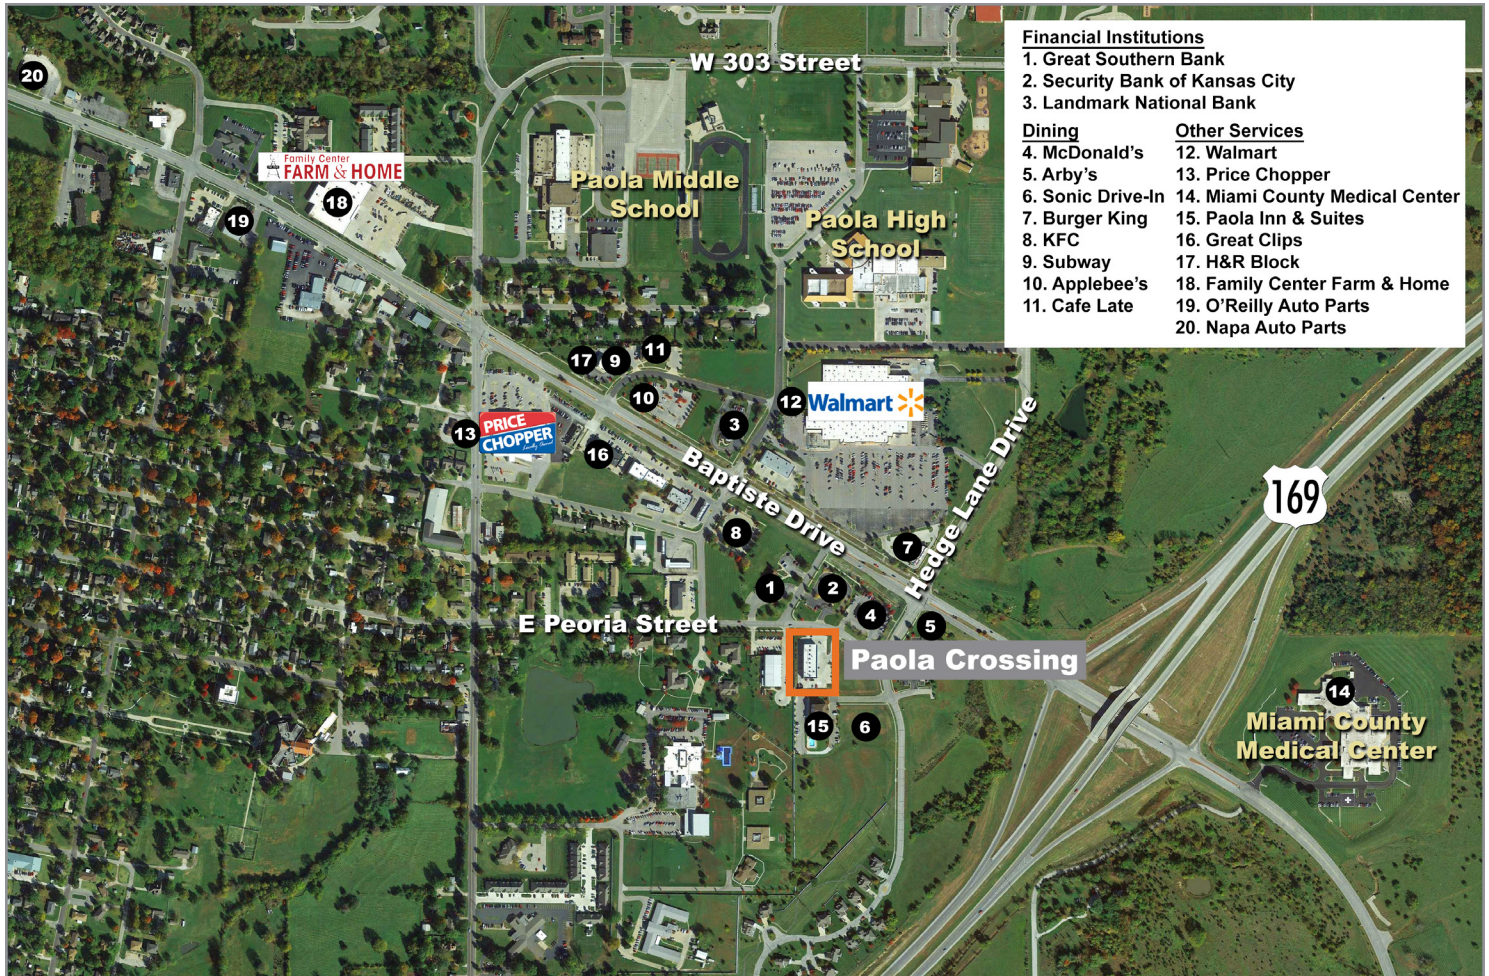 W 303 Street
Financial Institutions
1. Great Southern Bank
2. Security Bank of Kansas City
3. Landmark National Bank
Dining
4. McDonald's
5. Arby's
6. Sonic Drive-In
7. Burger King
8. KFC
9. Subway
10. Applebee's
11. Cafe Late
Other Services
12. Walmart
13. Price Chopper
14. Miami County Medical Center
15. Paola Inn & Suites
16. Great Clips
17. H&R Block
18. Family Center Farm & Home
19. O'Reilly Auto Parts
20. Napa Auto Parts
20
Family Center
FARM & HOME
18
19
Paola Middle
School
Paola High
School
17
9
11
10
3
12
Walmart
13
PRICE
CHOPPER
16
Baptiste Drive
Hedge Lane Drive
169
8
7
1
2
4
5
E Peoria Street
Paola Crossing
15
6
14
Miami County
Medical Center